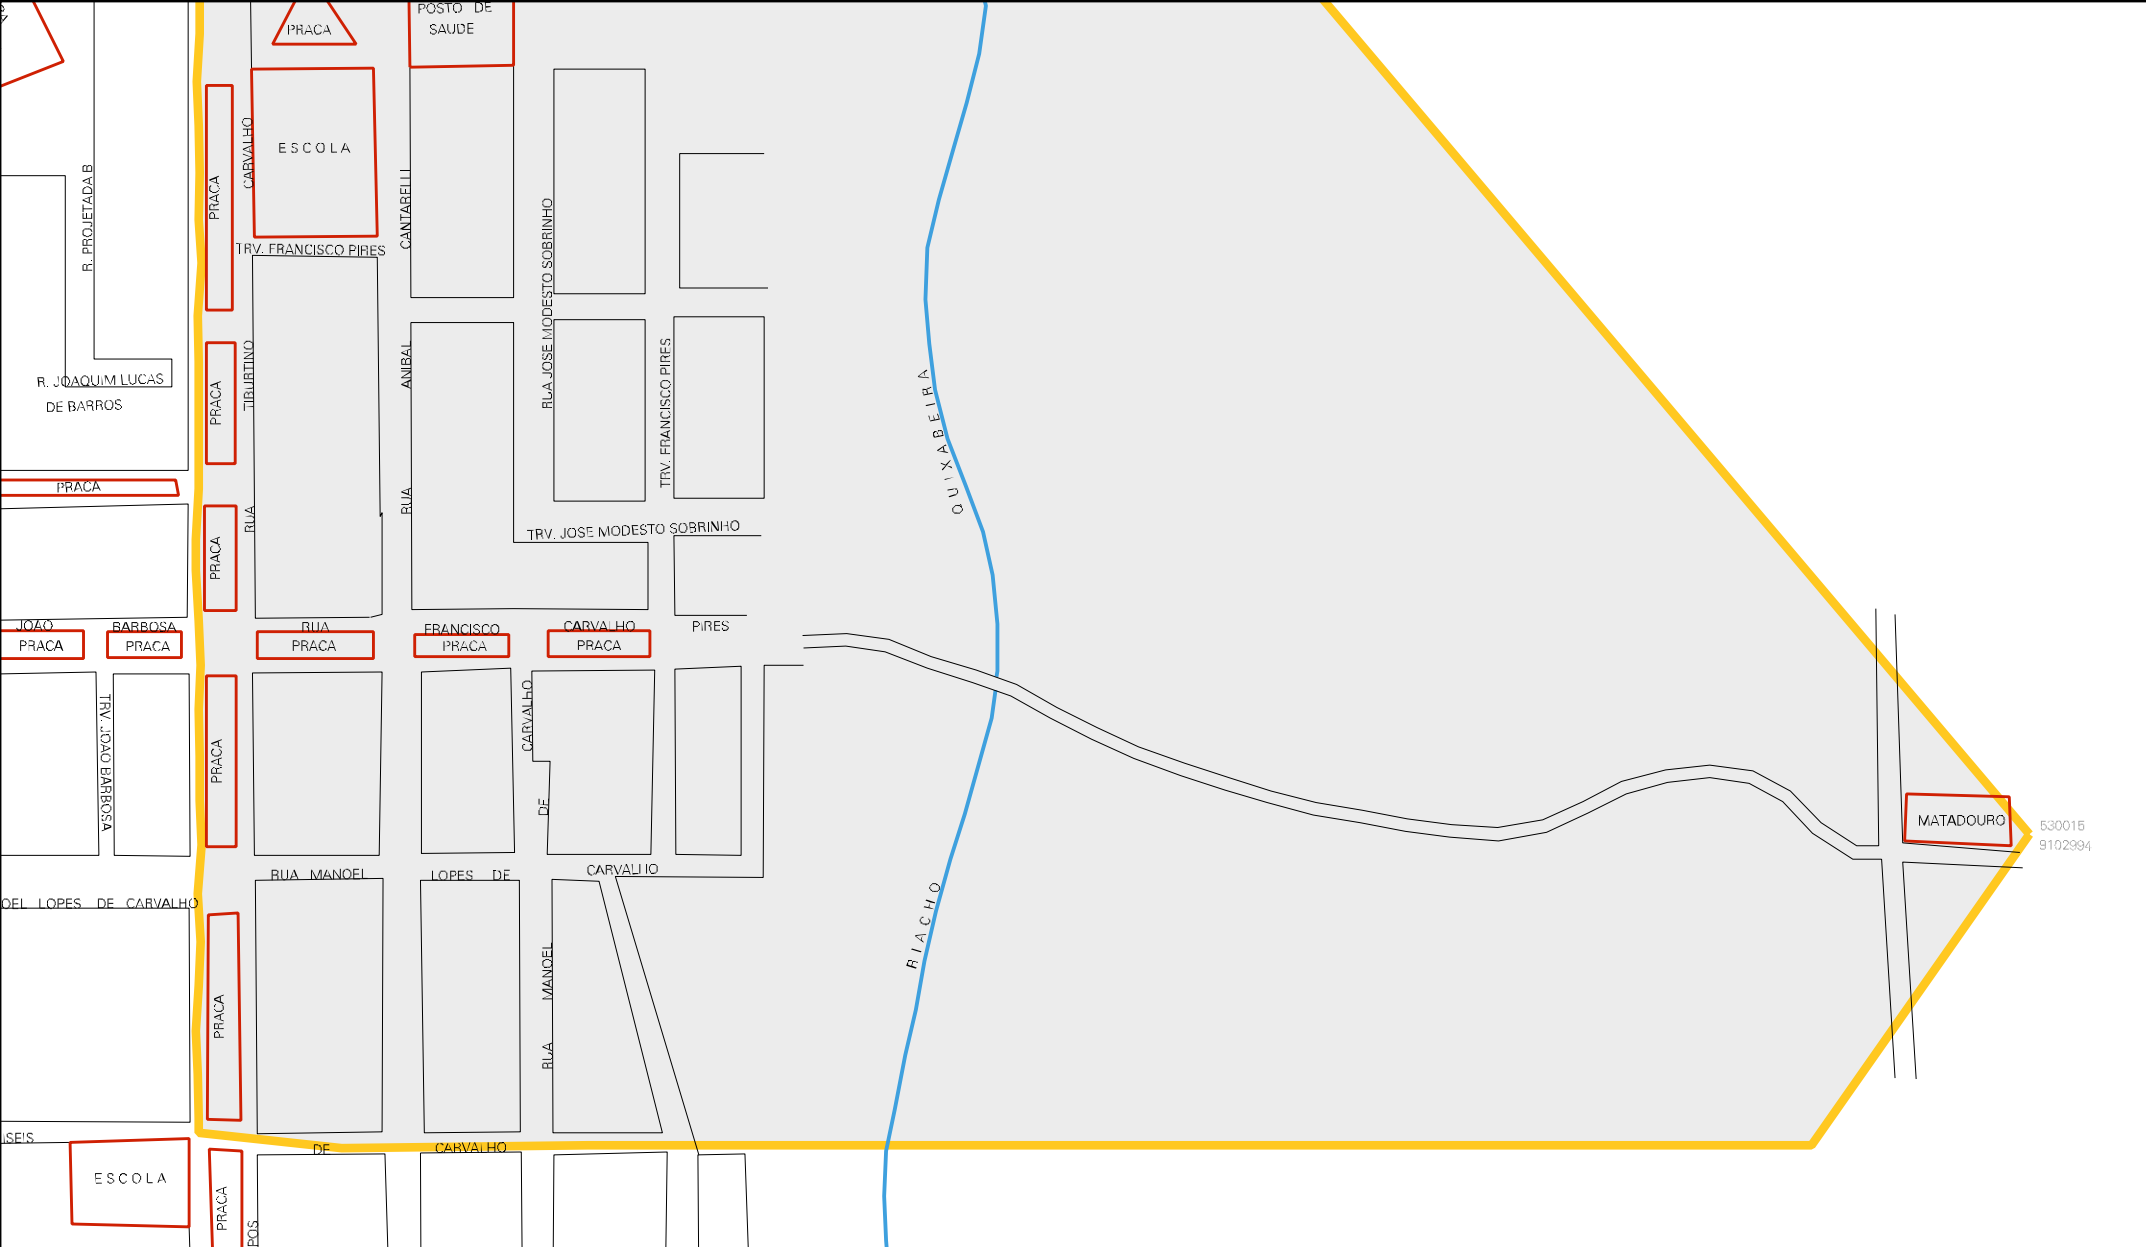 POSTO DE
SAUDE
PRACA
ESCOLA
CARVALHO
PRACA
R. PROJETADA B
CANTARELLI
TRV. FRANCISCO PIRES
RUA JOSE MODESTO SOBRINHO
R. JOAQUIM LUCAS
DE BARROS
PRACA
TIBURTINO
ANIBAL
TRV. FRANCISCO PIRES
QUIXABEIRA
PRACA
RUA
RUA
PRACA
TRV. JOSE MODESTO SOBRINHO
JOAO
BARBOSA
RUA
FRANCISCO
CARVALHO
PIRES
PRACA
PRACA
PRACA
PRACA
PRACA
TRV. JOAO BARBOSA
PRACA
CARVALHO
DE
MATADOURO
530015
9102994
RUA MANOEL
LOPES DE
CARVALHO
OEL LOPES DE CARVALHO
RIACHO
PRACA
MANOEL
RUA
SEIS
DE
CARVALHO
ESCOLA
PRACA
POS